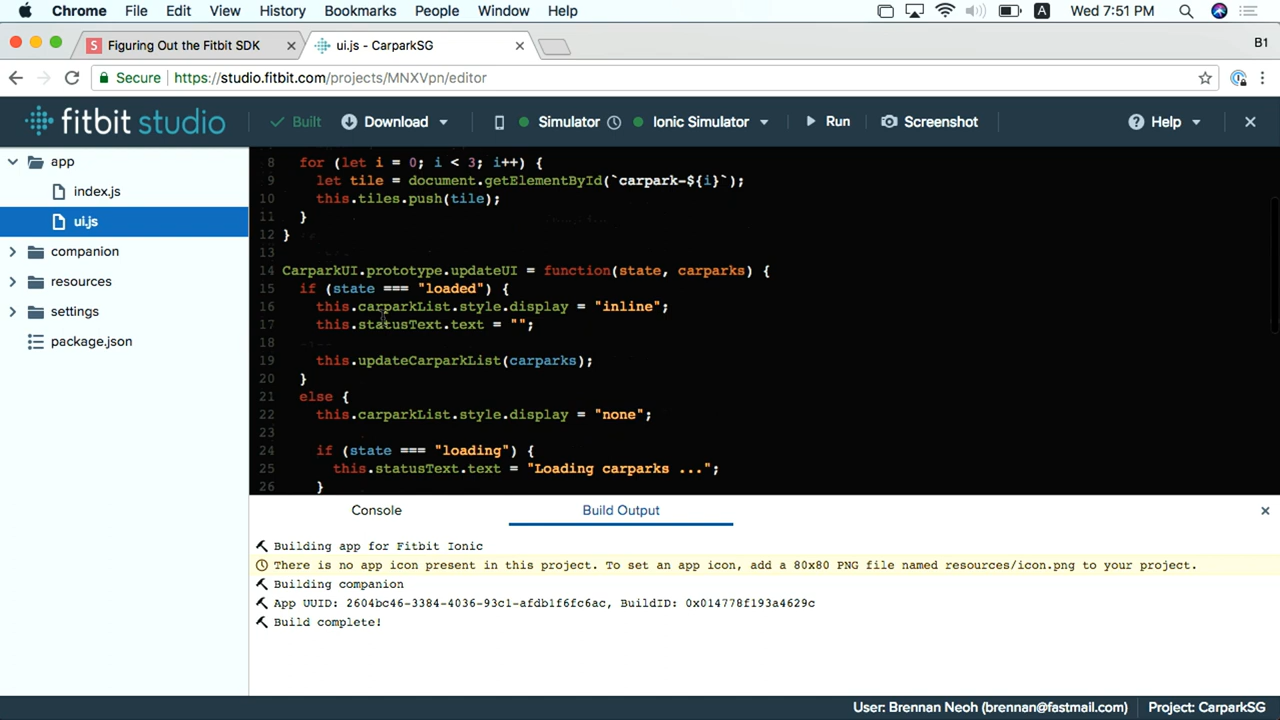 Chrome File Edit View History Bookmarks People Window Help A Wed 7:51 PM
S Figuring Out the Fitbit SDK × ui.js - CarparkSG × B1
Secure https://studio.fitbit.com/projects/MNXVpn/editor
fitbit studio Built Download Simulator Ionic Simulator Run Screenshot Help
app
index.js
ui.js
companion
resources
settings
package.json
8 for (let i = 0; i < 3; i++) {
9 let tile = document.getElementById(`carpark-${i}`);
10 this.tiles.push(tile);
11 }
12 }
13
14 CarparkUI.prototype.updateUI = function(state, carparks) {
15 if (state === "loaded") {
16 this.carparkList.style.display = "inline";
17 this.statusText.text = "";
18
19 this.updateCarparkList(carparks);
20 }
21 else {
22 this.carparkList.style.display = "none";
23
24 if (state === "loading") {
25 this.statusText.text = "Loading carparks ...";
26 }
Console Build Output
Building app for Fitbit Ionic
There is no app icon present in this project. To set an app icon, add a 80x80 PNG file named resources/icon.png to your project.
Building companion
App UUID: 2604bc46-3384-4036-93c1-afdb1f6fc6ac, BuildID: 0x014778f193a4629c
Build complete!
User: Brennan Neoh (brennan@fastmail.com) Project: CarparkSG